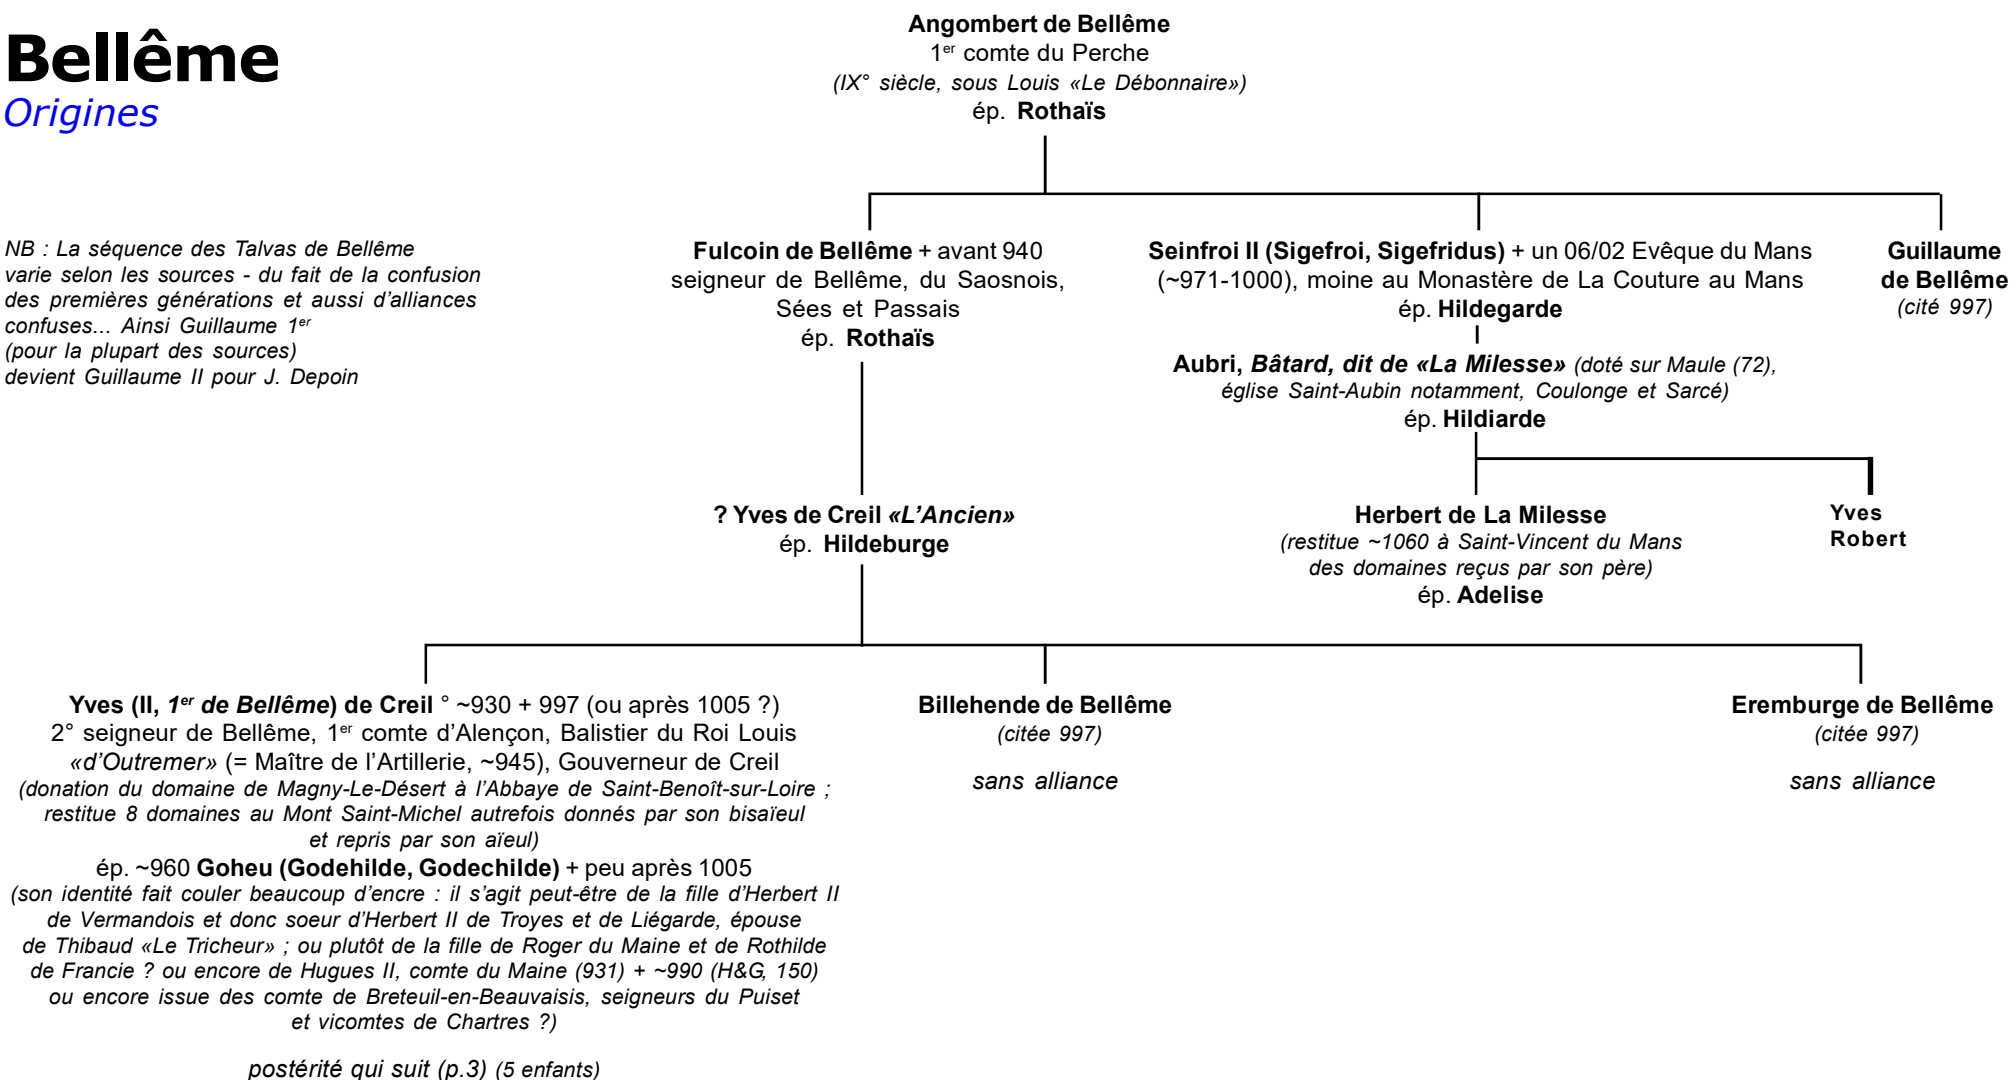 Bellême
Origines
Angombert de Bellême
1er comte du Perche
(IX° siècle, sous Louis «Le Débonnaire»)
ép. Rothaïs
NB : La séquence des Talvas de Bellême
varie selon les sources - du fait de la confusion
des premières générations et aussi d'alliances
confuses... Ainsi Guillaume 1er
(pour la plupart des sources)
devient Guillaume II pour J. Depoin
Fulcoin de Bellême + avant 940
seigneur de Bellême, du Saosnois,
Sées et Passais
ép. Rothaïs
Seinfroi II (Sigefroi, Sigefridus) + un 06/02 Evêque du Mans
(~971-1000), moine au Monastère de La Couture au Mans
ép. Hildegarde
Guillaume
de Bellême
(cité 997)
Aubri, Bâtard, dit de «La Milesse» (doté sur Maule (72),
église Saint-Aubin notamment, Coulonge et Sarcé)
ép. Hildiarde
? Yves de Creil «L'Ancien»
ép. Hildeburge
Herbert de La Milesse
(restitue ~1060 à Saint-Vincent du Mans
des domaines reçus par son père)
ép. Adelise
Yves
Robert
Yves (II, 1er de Bellême) de Creil ° ~930 + 997 (ou après 1005 ?)
2° seigneur de Bellême, 1er comte d'Alençon, Balistier du Roi Louis
«d'Outremer» (= Maître de l'Artillerie, ~945), Gouverneur de Creil
(donation du domaine de Magny-Le-Désert à l'Abbaye de Saint-Benoît-sur-Loire ;
restitue 8 domaines au Mont Saint-Michel autrefois donnés par son bisaïeul
et repris par son aïeul)
ép. ~960 Goheu (Godehilde, Godechilde) + peu après 1005
(son identité fait couler beaucoup d'encre : il s'agit peut-être de la fille d'Herbert II
de Vermandois et donc soeur d'Herbert II de Troyes et de Liégarde, épouse
de Thibaud «Le Tricheur» ; ou plutôt de la fille de Roger du Maine et de Rothilde
de Francie ? ou encore de Hugues II, comte du Maine (931) + ~990 (H&G, 150)
ou encore issue des comte de Breteuil-en-Beauvaisis, seigneurs du Puiset
et vicomtes de Chartres ?)
postérité qui suit (p.3) (5 enfants)
Billehende de Bellême
(citée 997)
sans alliance
Eremburge de Bellême
(citée 997)
sans alliance